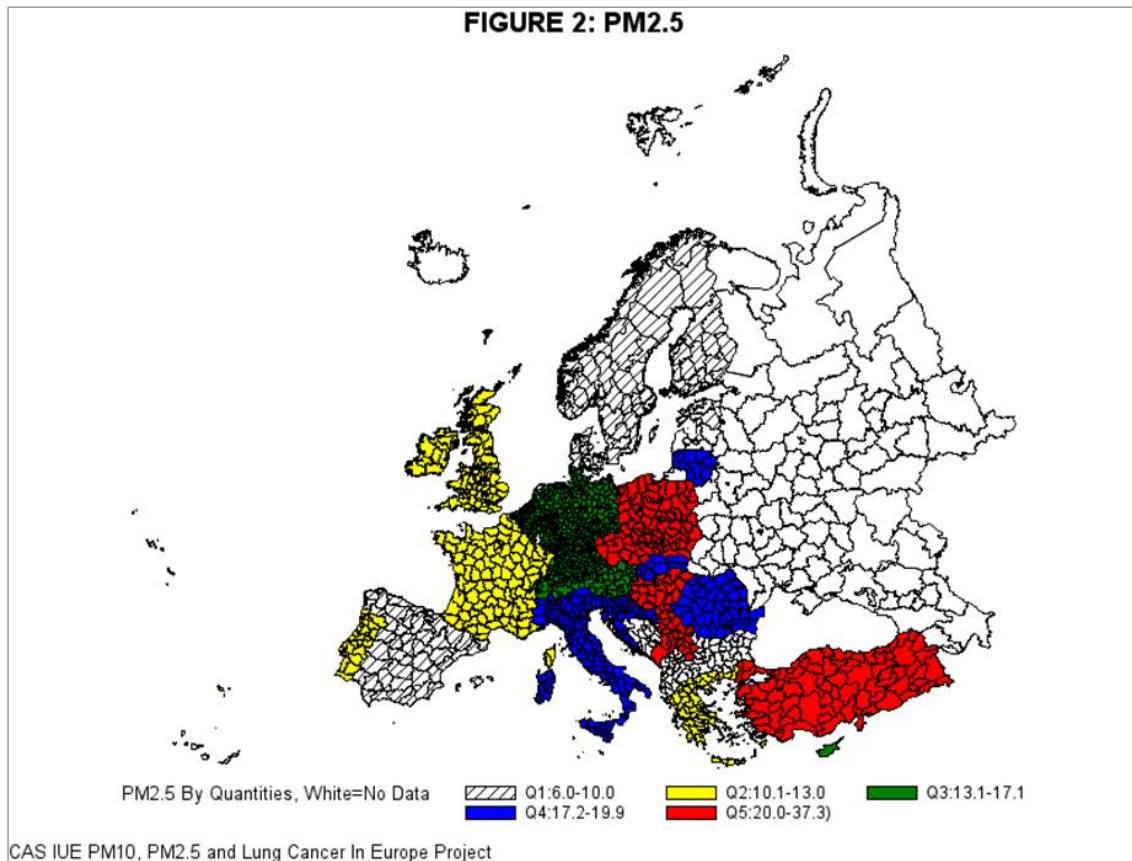 FIGURE 2: PM2.5
PM2.5 By Quantities, White=No Data
Q1:6.0-10.0
Q2:10.1-13.0
Q3:13.1-17.1
Q4:17.2-19.9
Q5:20.0-37.3)
CAS IUE PM10, PM2.5 and Lung Cancer In Europe Project